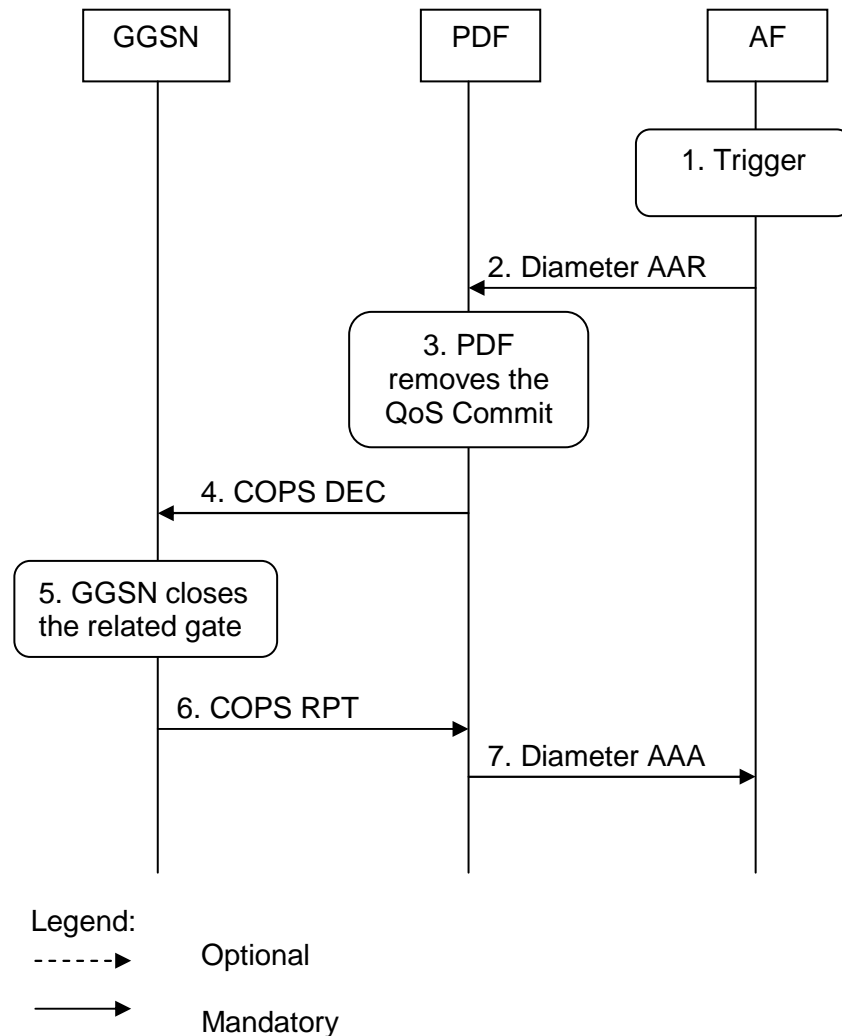 GGSN
PDF
AF
1. Trigger
2. Diameter AAR
3. PDF
removes the
QoS Commit
4. COPS DEC
5. GGSN closes
the related gate
6. COPS RPT
7. Diameter AAA
Legend:
Optional
Mandatory